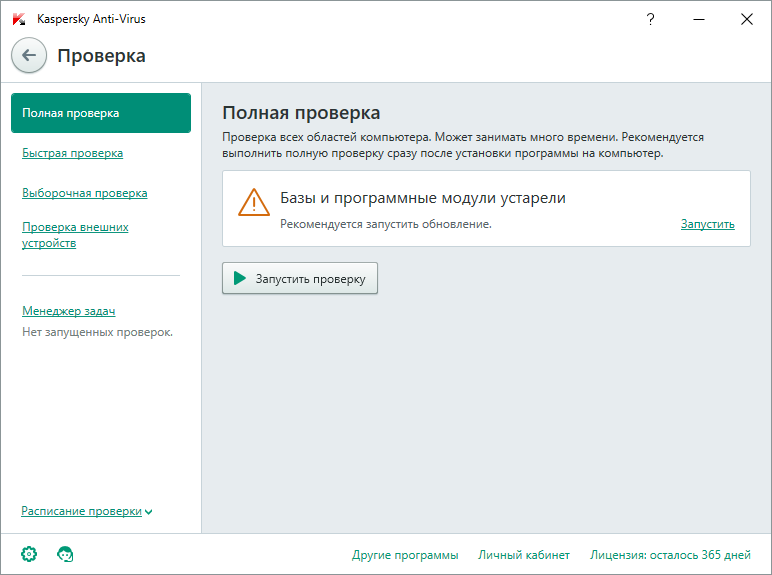 Kaspersky Anti-Virus
?
Проверка
Полная проверка
Быстрая проверка
Выборочная проверка
Проверка внешних
устройств
Менеджер задач
Нет запущенных проверок.
Расписание проверки
Полная проверка
Проверка всех областей компьютера. Может занимать много времени. Рекомендуется
выполнить полную проверку сразу после установки программы на компьютер.
Базы и программные модули устарели
Рекомендуется запустить обновление.
Запустить
Запустить проверку
Другие программы
Личный кабинет
Лицензия: осталось 365 дней